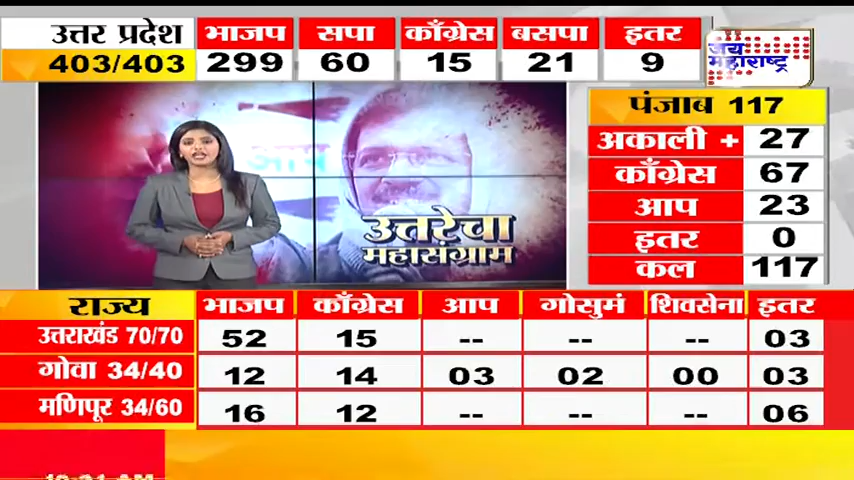 उत्तर प्रदेश भाजपा सपा काँग्रेस बसपा इतर
403/403 299 60 15 21 9
जय महाराष्ट्र
पंजाब 117
अकाली + 27
काँग्रेस 67
आप 23
इतर 0
कल 117
आप
उत्तरेचा
महासंग्राम
राज्य भाजपा काँग्रेस आप गोसुमं शिवसेना इतर
उत्तराखंड 70/70 52 15 -- -- -- 03
गोवा 34/40 12 14 03 02 00 03
मणिपूर 34/60 16 12 -- -- -- 06